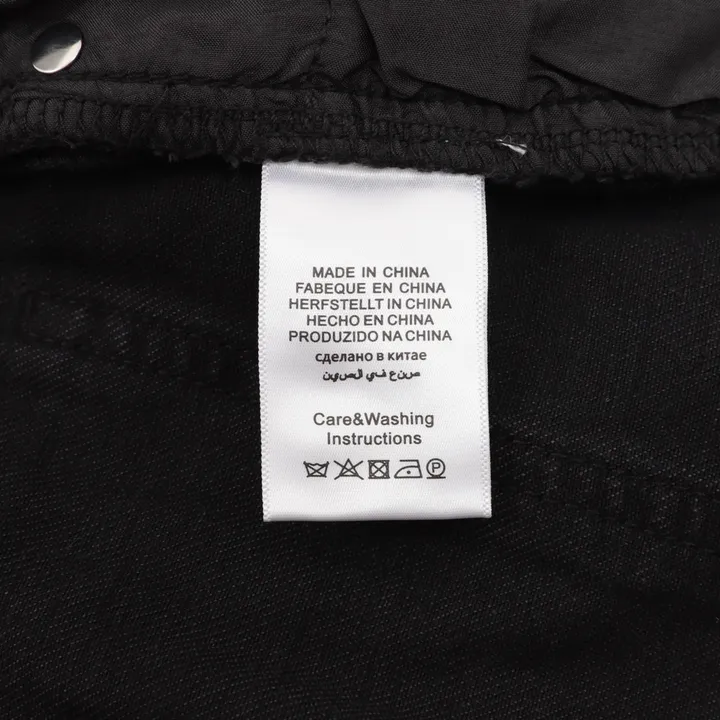 MADE IN CHINA
FABEQUE EN CHINA
HERFSTELLT IN CHINA
HECHO EN CHINA
PRODUZIDO NA CHINA
сделано в китае
صنع في الصين
Care&Washing
Instructions
P